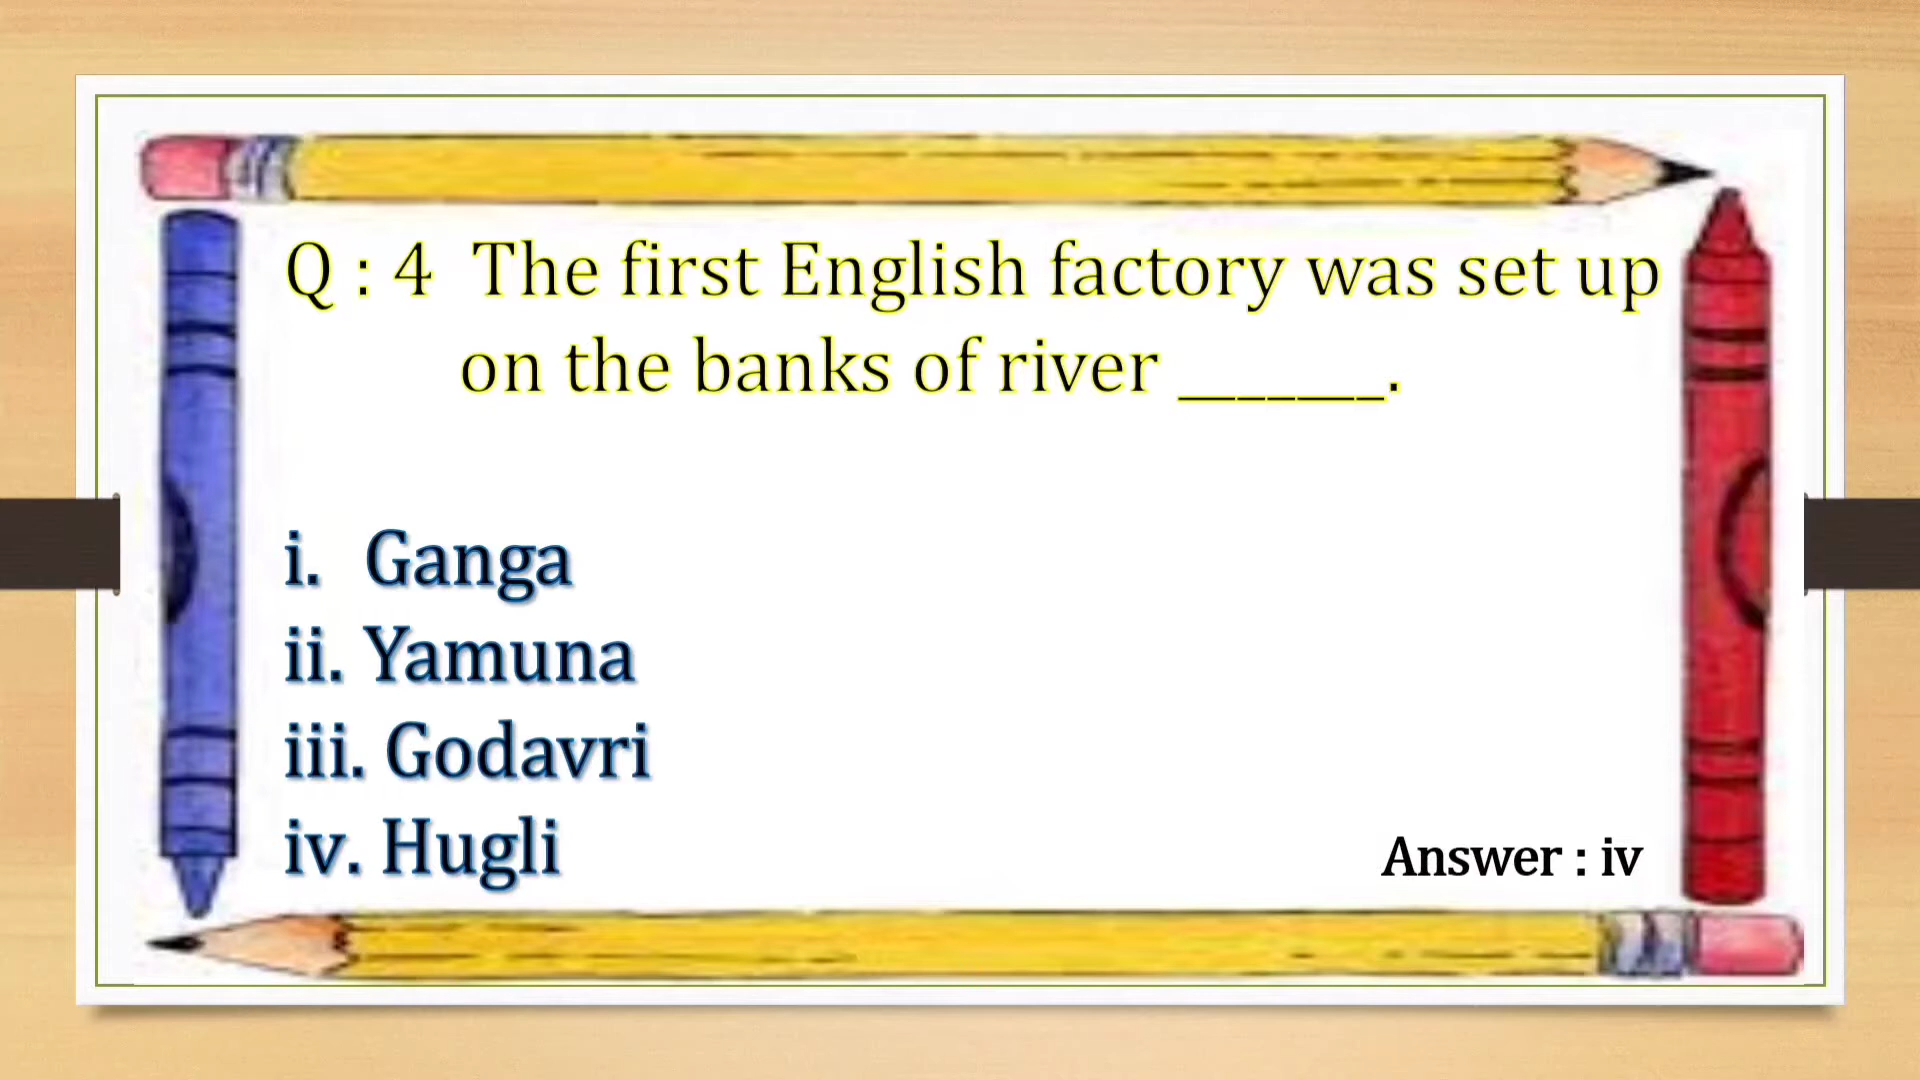 Q : 4 The first English factory was set up
on the banks of river _______.
i. Ganga
ii. Yamuna
iii. Godavri
iv. Hugli
Answer : iv